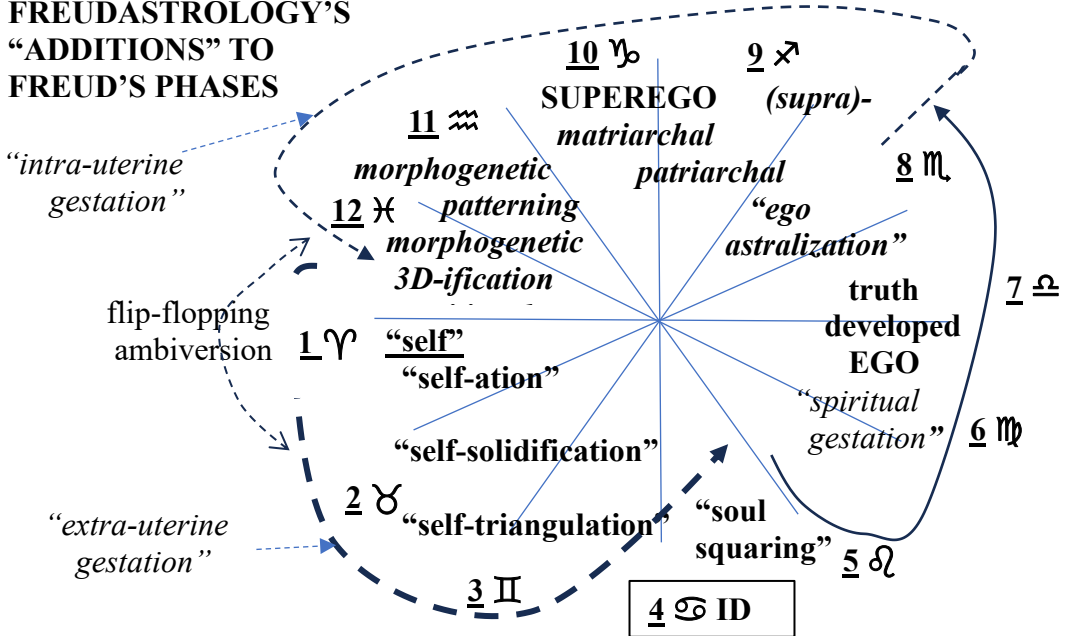 FREUDASTROLOGY’S
“ADDITIONS” TO
FREUD’S PHASES
10 ♑ 9 ♐
SUPEREGO (supra)-
matriarchal
patriarchal
11 ♒
morphogenetic
patterning
“intra-uterine
gestation”
8 ♏
12 ♓
morphogenetic
3D-ification
“ego
astralization”
truth
developed
EGO
7 ♎
flip-flopping
ambiversion
1 ♈ “self”
“self-ation”
“spiritual
gestation”
6 ♍
“self-solidification”
2 ♉
“self-triangulation”
“soul
squaring”
5 ♌
“extra-uterine
gestation”
3 ♊
4 ♋ ID